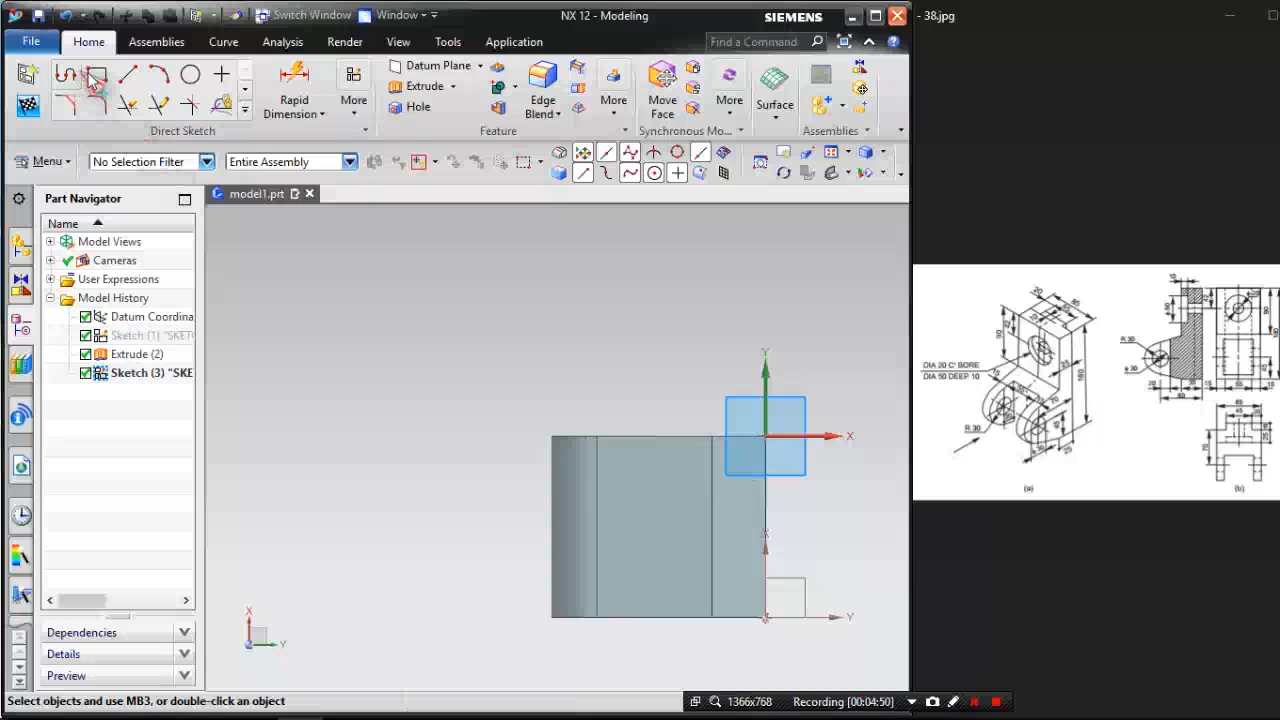 Switch Window
Window
NX 12 - Modeling
SIEMENS
- 38.jpg
File
Home
Assemblies
Curve
Analysis
Render
View
Tools
Application
Find a Command
Rapid
Dimension
More
Datum Plane
Extrude
Hole
Edge
Blend
More
Move
Face
More
Surface
Direct Sketch
Feature
Synchronous Mo...
Assemblies
Menu
No Selection Filter
Entire Assembly
Part Navigator
model1.prt
Name
Model Views
Cameras
User Expressions
Model History
Datum Coordina
Sketch (1) "SKET
Extrude (2)
Sketch (3) "SKE
Dependencies
Details
Preview
Y
X
X
Y
X
Y
DIA 20 C' BORE
DIA 50 DEEP 10
R 30
R 30
(a)
(b)
Select objects and use MB3, or double-click an object
1366x768
Recording [00:04:50]